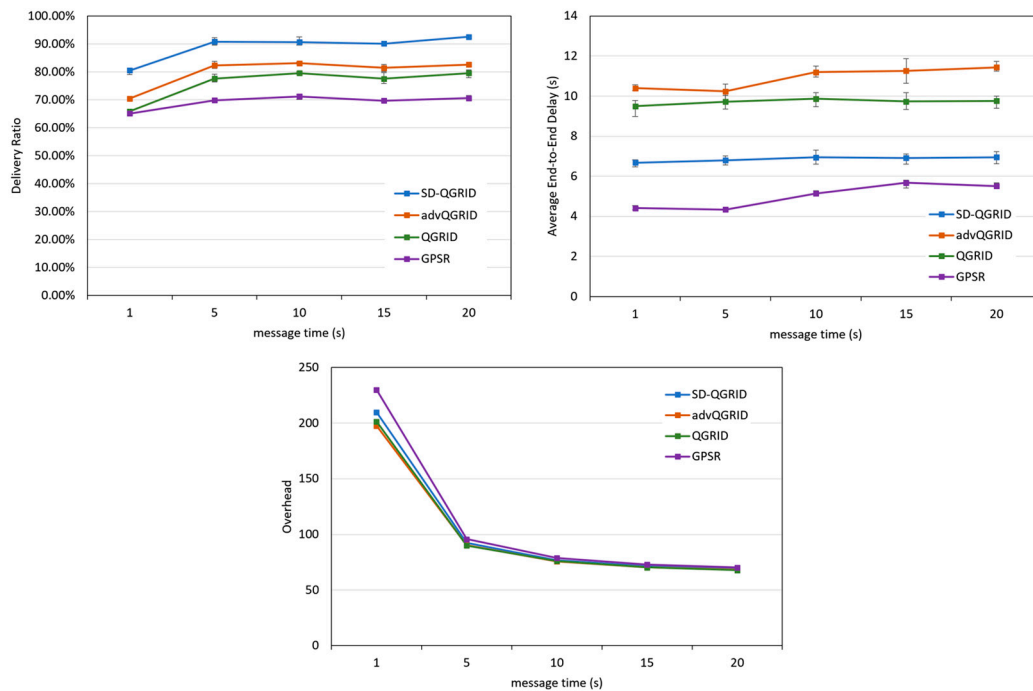 100.00%
90.00%
80.00%
70.00%
60.00%
50.00%
40.00%
30.00%
20.00%
10.00%
0.00%
Delivery Ratio
SD-QGRID
advQGRID
QGRID
GPSR
1 5 10 15 20
message time (s)
14
12
10
8
6
4
2
0
Average End-to-End Delay (s)
SD-QGRID
advQGRID
QGRID
GPSR
1 5 10 15 20
message time (s)
250
200
150
100
50
0
Overhead
SD-QGRID
advQGRID
QGRID
GPSR
1 5 10 15 20
message time (s)